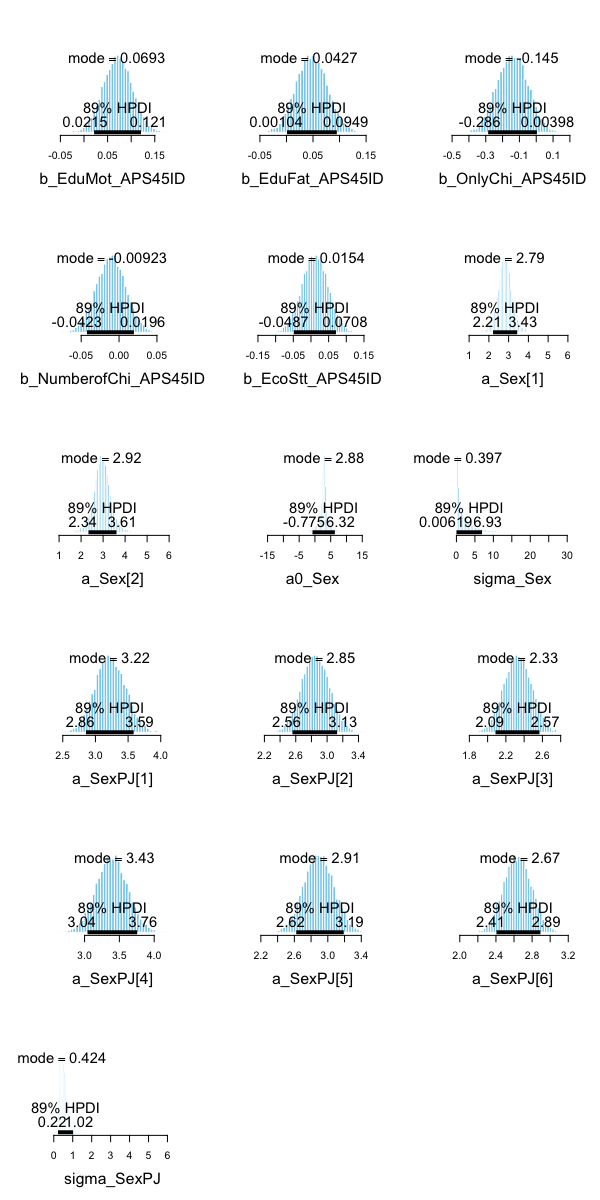 mode = 0.0693
89% HPDI
0.0215 0.121
-0.05 0.05 0.15
b_EduMot_APS45ID
mode = 0.0427
89% HPDI
0.00104 0.0949
-0.05 0.05 0.15
b_EduFat_APS45ID
mode = -0.145
89% HPDI
-0.286 0.00398
-0.5 -0.3 -0.1 0.1
b_OnlyChi_APS45ID
mode = -0.00923
89% HPDI
-0.0423 0.0196
-0.05 0.00 0.05
b_NumberofChi_APS45ID
mode = 0.0154
89% HPDI
-0.0487 0.0708
-0.15 -0.05 0.05 0.15
b_EcoStt_APS45ID
mode = 2.79
89% HPDI
2.21 3.43
1 2 3 4 5 6
a_Sex[1]
mode = 2.92
89% HPDI
2.34 3.61
1 2 3 4 5 6
a_Sex[2]
mode = 2.88
89% HPDI
-0.775 6.32
-15 -5 5 15
a0_Sex
mode = 0.397
89% HPDI
0.00619 6.93
0 5 10 20 30
sigma_Sex
mode = 3.22
89% HPDI
2.86 3.59
2.5 3.0 3.5 4.0
a_SexPJ[1]
mode = 2.85
89% HPDI
2.56 3.13
2.2 2.6 3.0 3.4
a_SexPJ[2]
mode = 2.33
89% HPDI
2.09 2.57
1.8 2.2 2.6
a_SexPJ[3]
mode = 3.43
89% HPDI
3.04 3.76
3.0 3.5 4.0
a_SexPJ[4]
mode = 2.91
89% HPDI
2.62 3.19
2.2 2.6 3.0 3.4
a_SexPJ[5]
mode = 2.67
89% HPDI
2.41 2.89
2.0 2.4 2.8 3.2
a_SexPJ[6]
mode = 0.424
89% HPDI
0.22 1.02
0 1 2 3 4 5 6
sigma_SexPJ